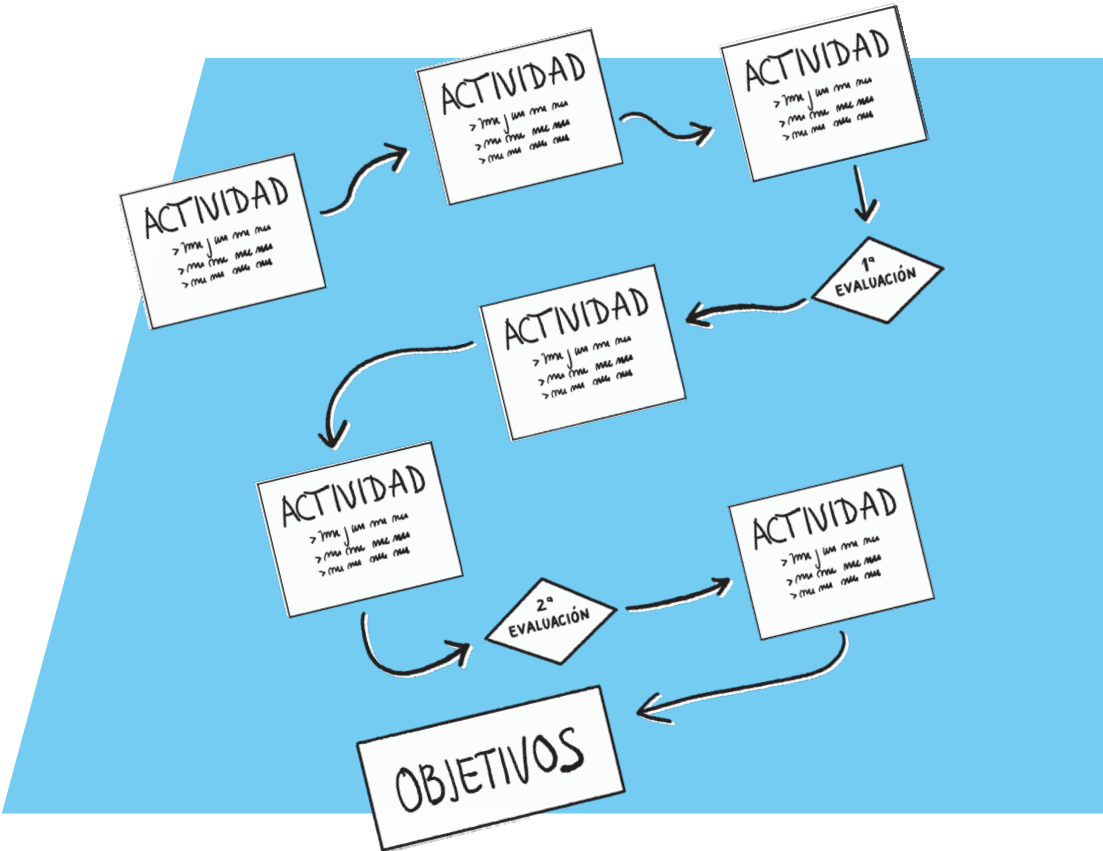 ACTIVIDAD
ACTIVIDAD
ACTIVIDAD
1ª
EVALUACIÓN
ACTIVIDAD
ACTIVIDAD
2ª
EVALUACIÓN
ACTIVIDAD
OBJETIVOS